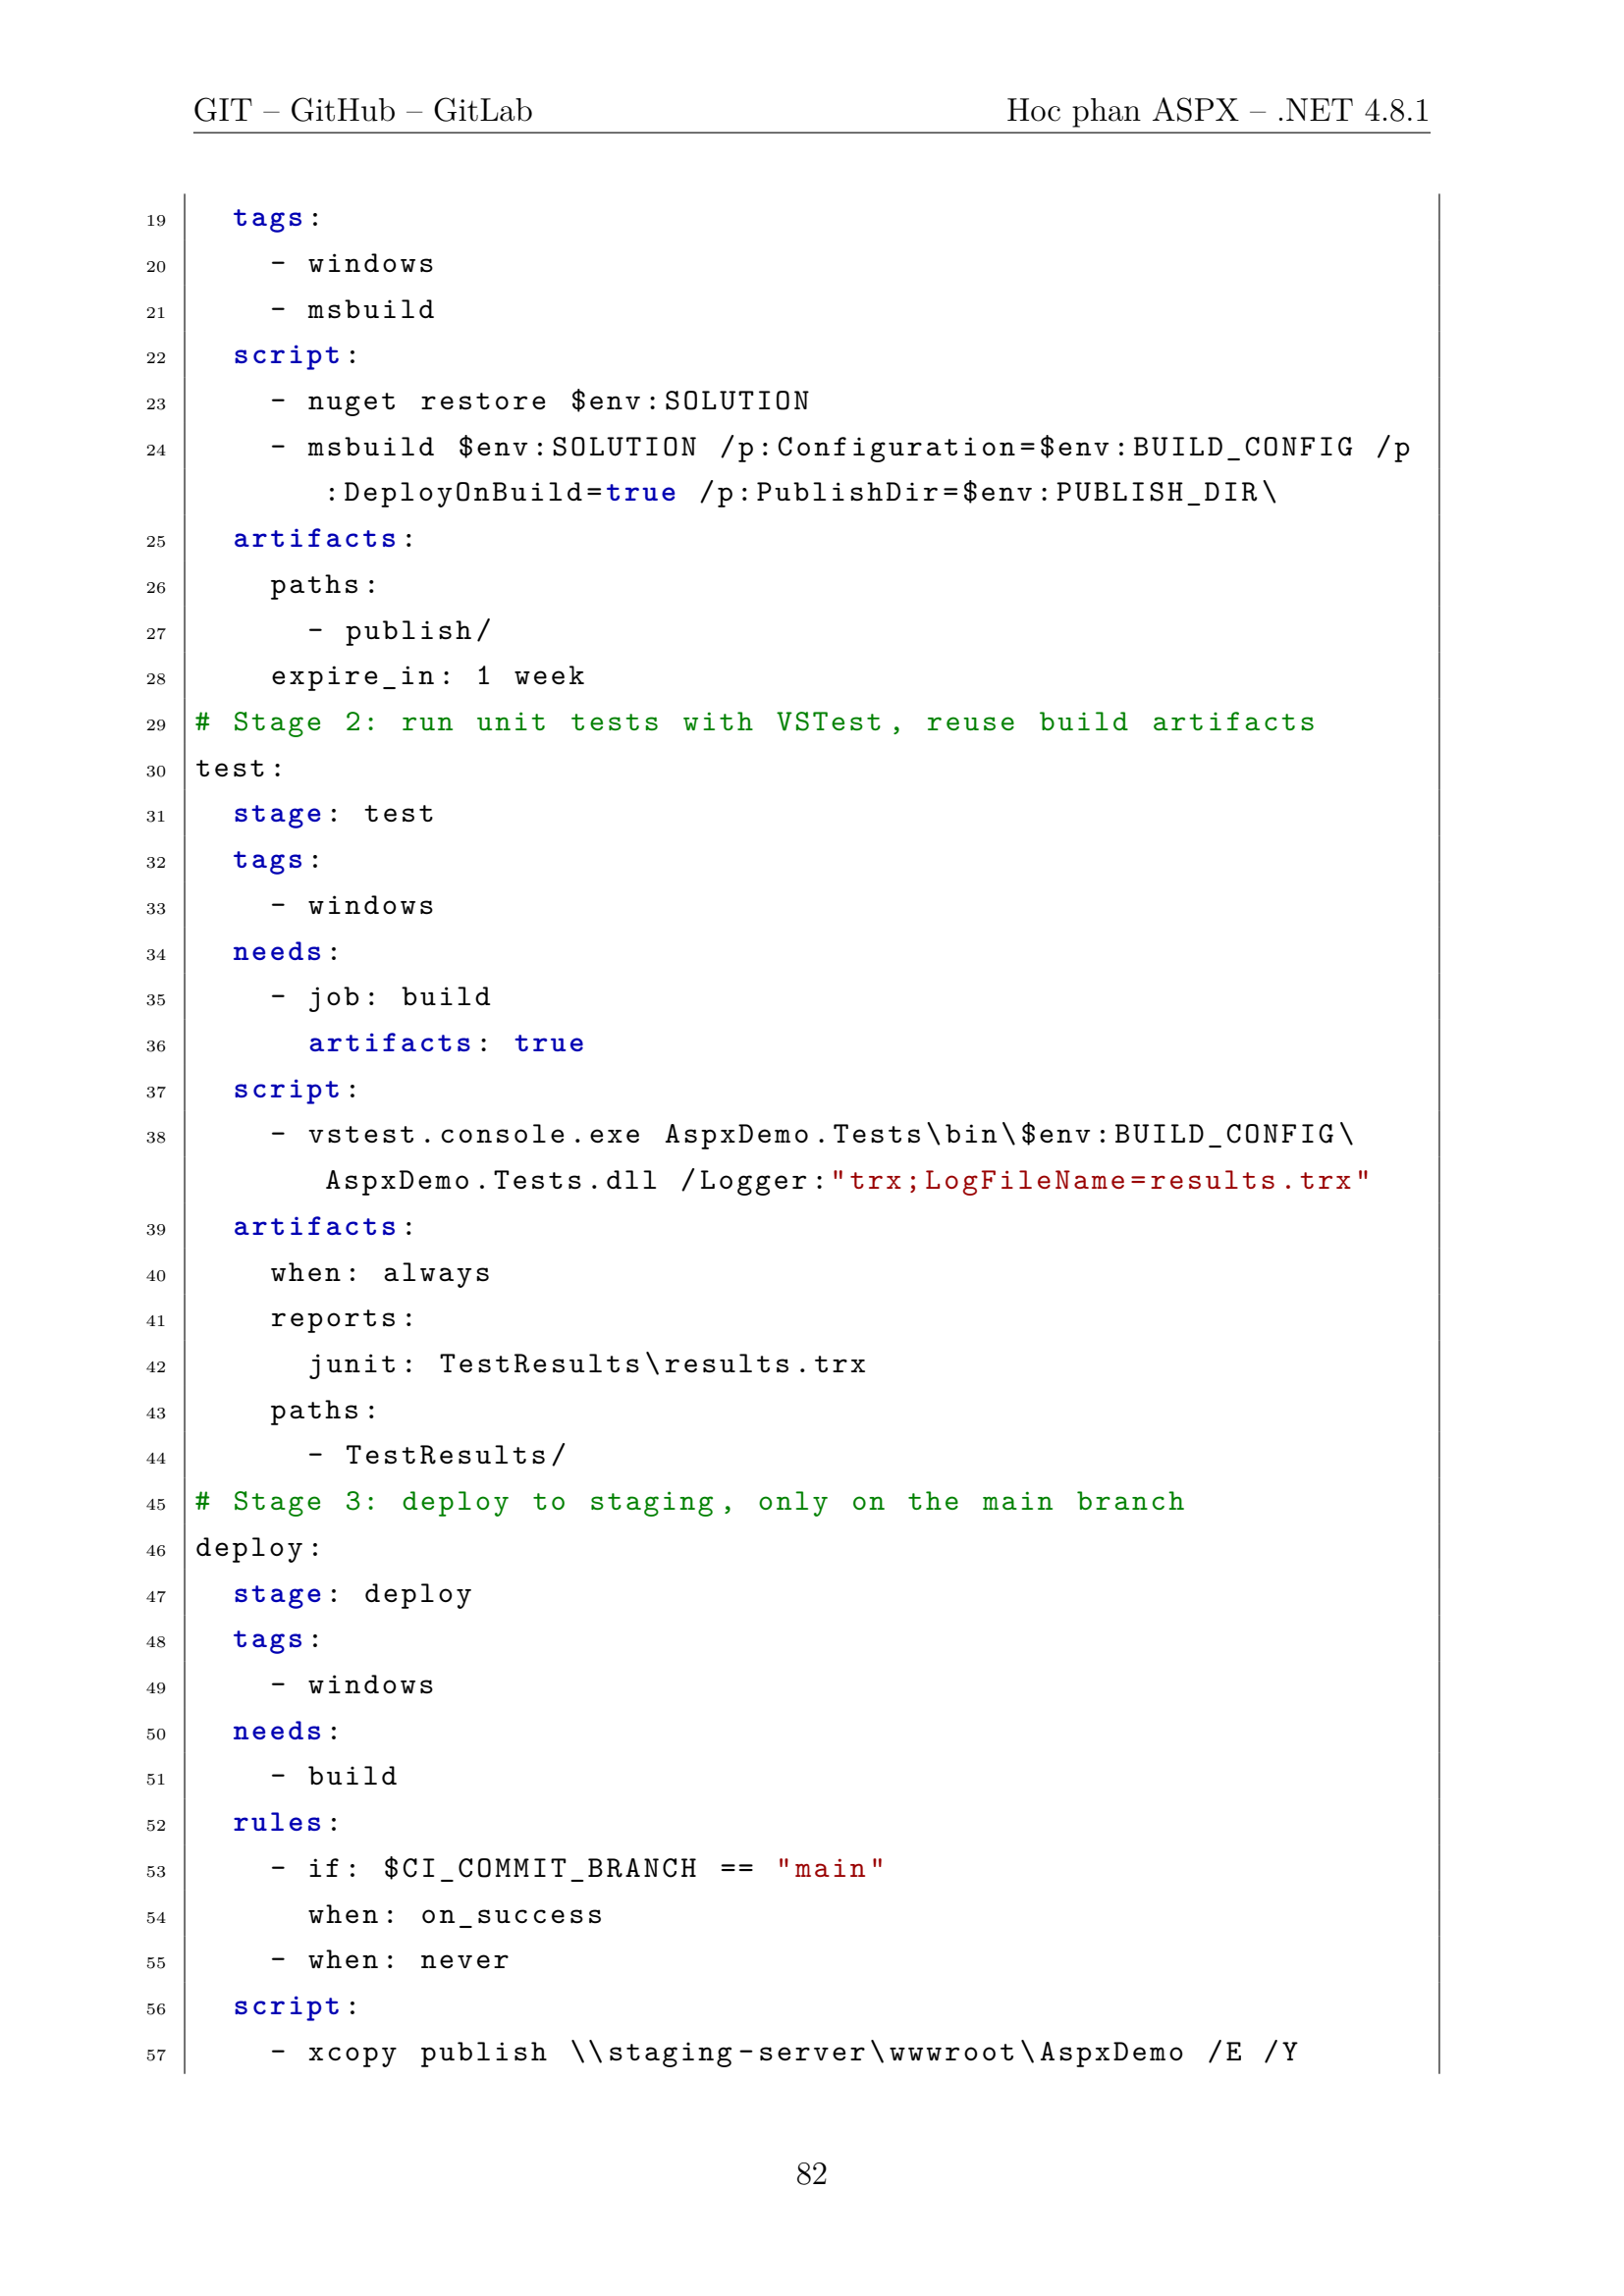 GIT – GitHub – GitLab Hoc phan ASPX – .NET 4.8.1
19   tags:
20     - windows
21     - msbuild
22   script:
23     - nuget restore $env:SOLUTION
24     - msbuild $env:SOLUTION /p:Configuration=$env:BUILD_CONFIG /p
:DeployOnBuild=true /p:PublishDir=$env:PUBLISH_DIR\
25   artifacts:
26     paths:
27       - publish/
28     expire_in: 1 week
29 # Stage 2: run unit tests with VSTest, reuse build artifacts
30 test:
31   stage: test
32   tags:
33     - windows
34   needs:
35     - job: build
36       artifacts: true
37   script:
38     - vstest.console.exe AspxDemo.Tests\bin\$env:BUILD_CONFIG\
AspxDemo.Tests.dll /Logger:"trx;LogFileName=results.trx"
39   artifacts:
40     when: always
41     reports:
42       junit: TestResults\results.trx
43     paths:
44       - TestResults/
45 # Stage 3: deploy to staging, only on the main branch
46 deploy:
47   stage: deploy
48   tags:
49     - windows
50   needs:
51     - build
52   rules:
53     - if: $CI_COMMIT_BRANCH == "main"
54       when: on_success
55     - when: never
56   script:
57     - xcopy publish \\staging-server\wwwroot\AspxDemo /E /Y
82